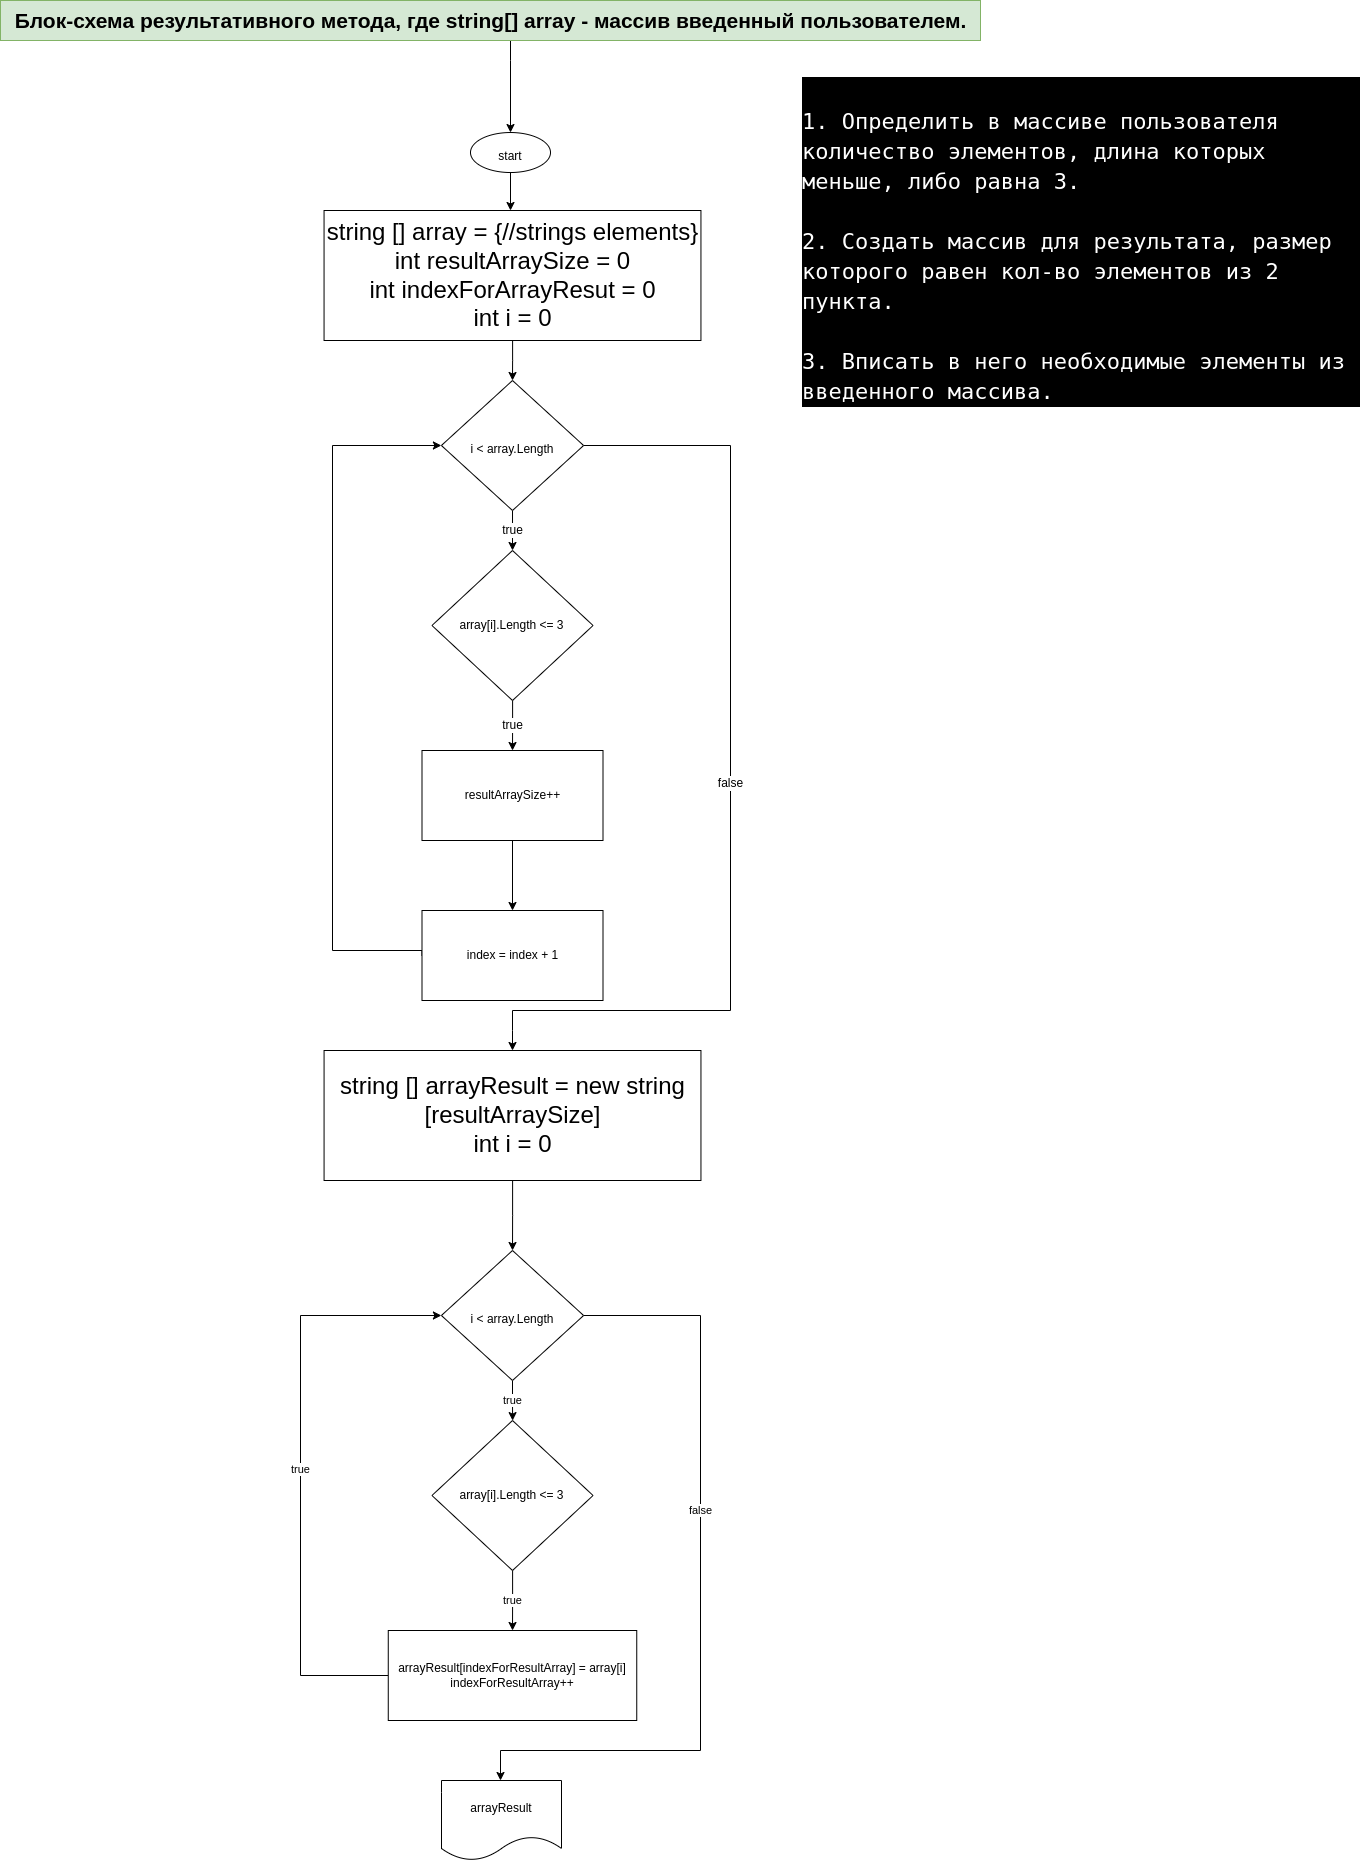 Блок-схема результативного метода, где string[] array - массив введенный пользователем.
1. Определить в массиве пользователя
количество элементов, длина которых
меньше, либо равна 3.
2. Создать массив для результата, размер
которого равен кол-во элементов из 2
пункта.
3. Вписать в него необходимые элементы из
введенного массива.
start
string [] array = {//strings elements}
int resultArraySize = 0
int indexForArrayResut = 0
int i = 0
i < array.Length
true
array[i].Length <= 3
true
resultArraySize++
false
index = index + 1
string [] arrayResult = new string
[resultArraySize]
int i = 0
i < array.Length
true
true
array[i].Length <= 3
false
true
arrayResult[indexForResultArray] = array[i]
indexForResultArray++
arrayResult